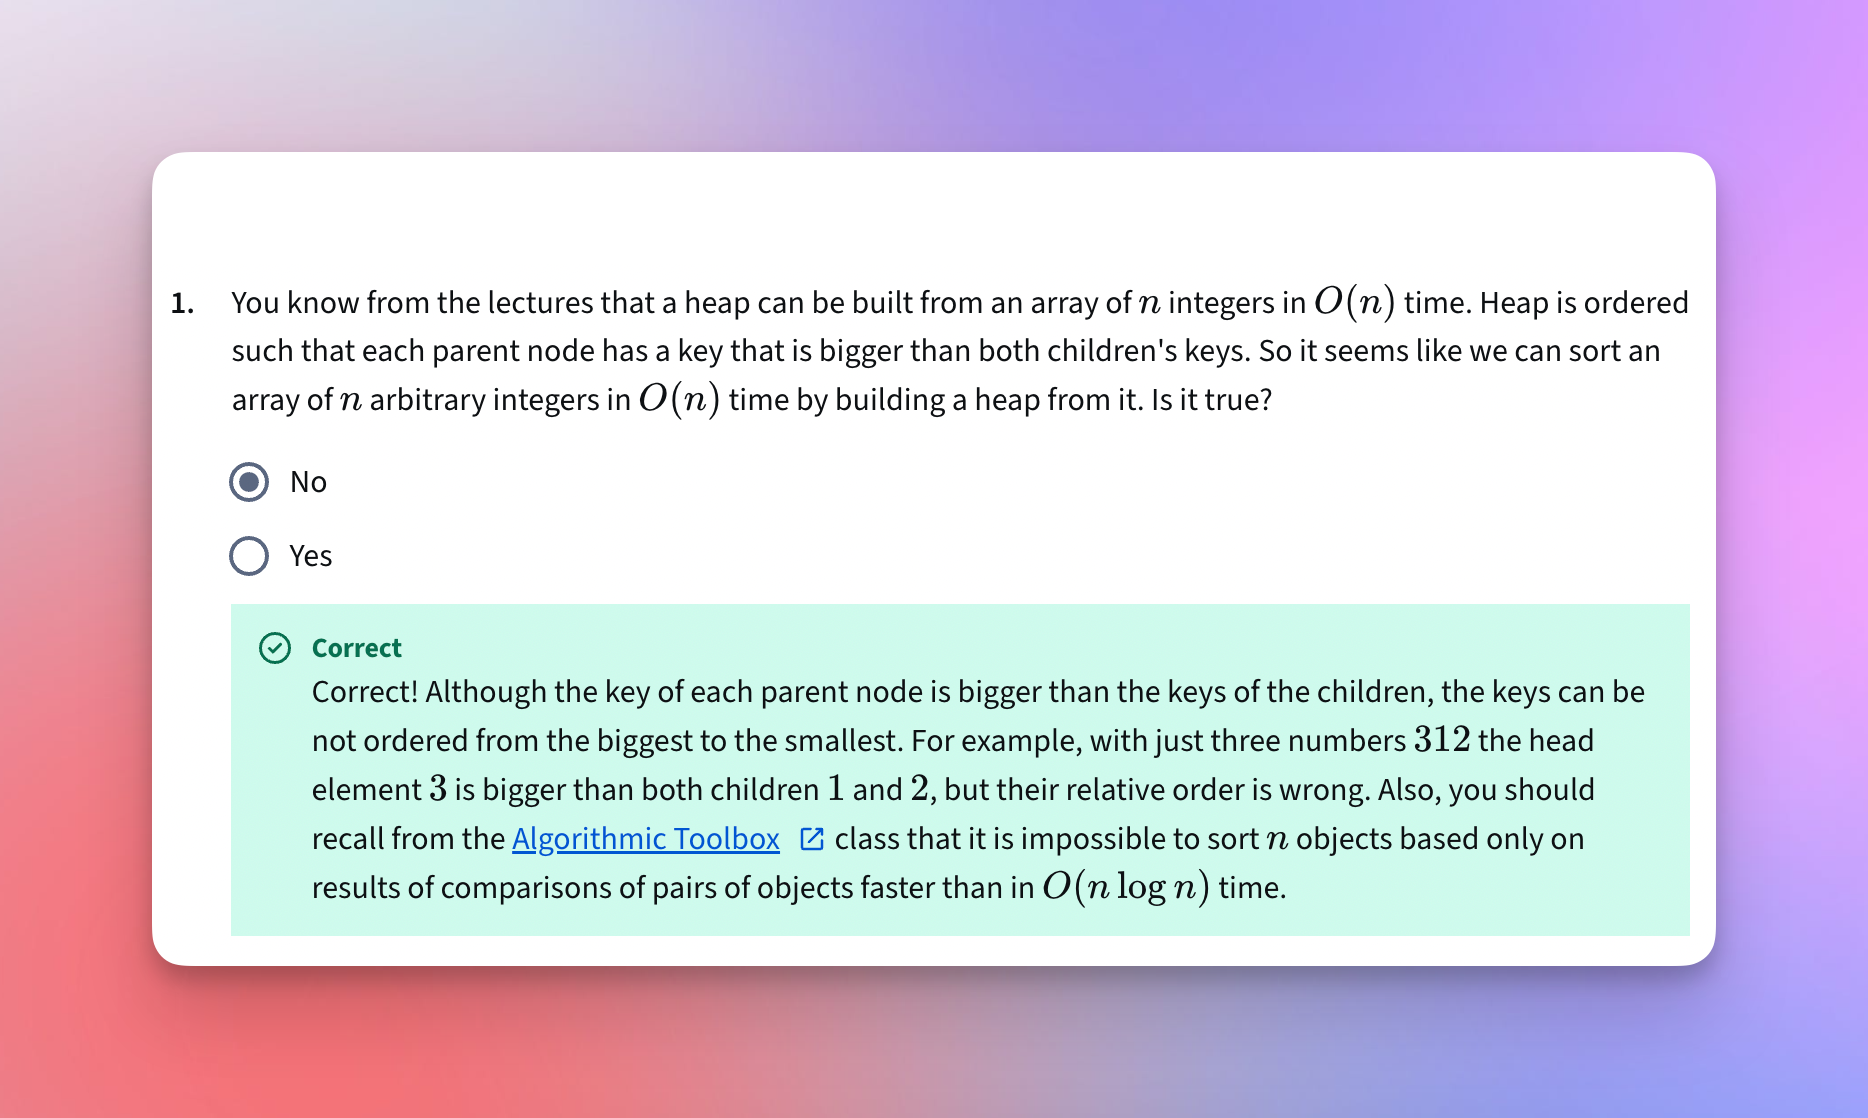 1. You know from the lectures that a heap can be built from an array of n integers in O(n) time. Heap is ordered
such that each parent node has a key that is bigger than both children's keys. So it seems like we can sort an
array of n arbitrary integers in O(n) time by building a heap from it. Is it true?
No
Yes
Correct
Correct! Although the key of each parent node is bigger than the keys of the children, the keys can be
not ordered from the biggest to the smallest. For example, with just three numbers 312 the head
element 3 is bigger than both children 1 and 2, but their relative order is wrong. Also, you should
recall from the Algorithmic Toolbox class that it is impossible to sort n objects based only on
results of comparisons of pairs of objects faster than in O(n log n) time.